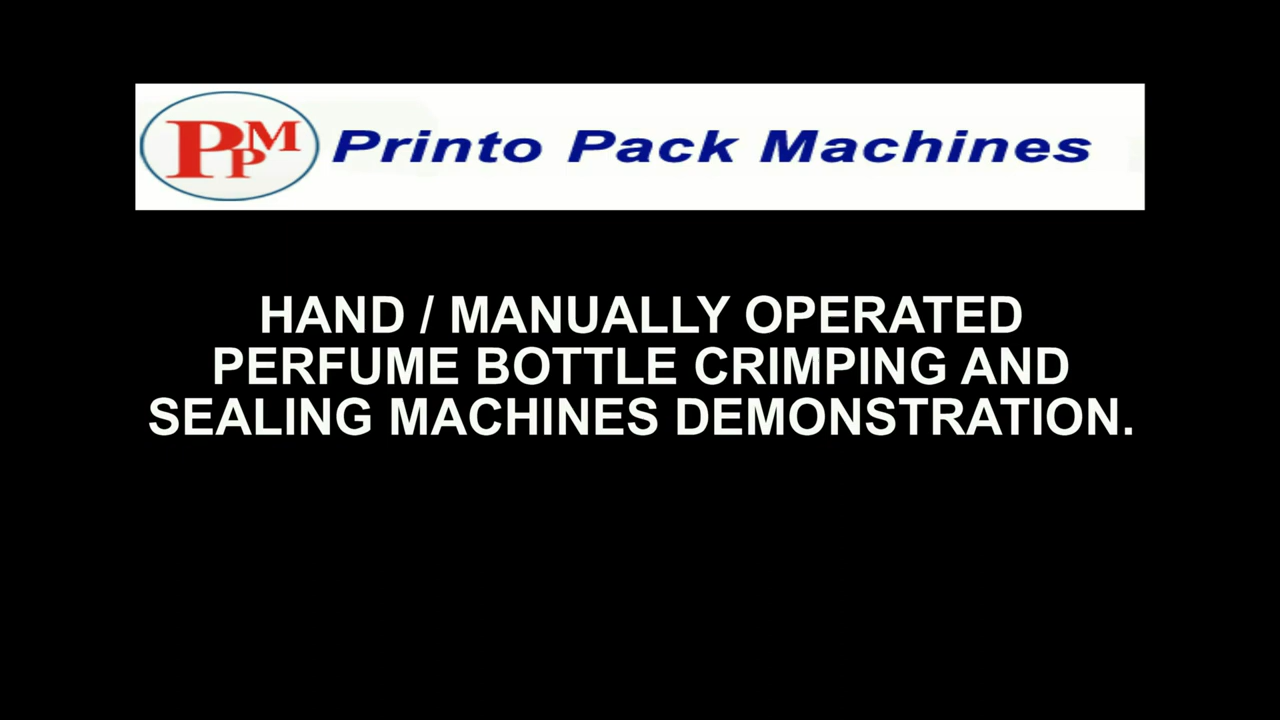 PPM Printo Pack Machines
HAND / MANUALLY OPERATED
PERFUME BOTTLE CRIMPING AND
SEALING MACHINES DEMONSTRATION.